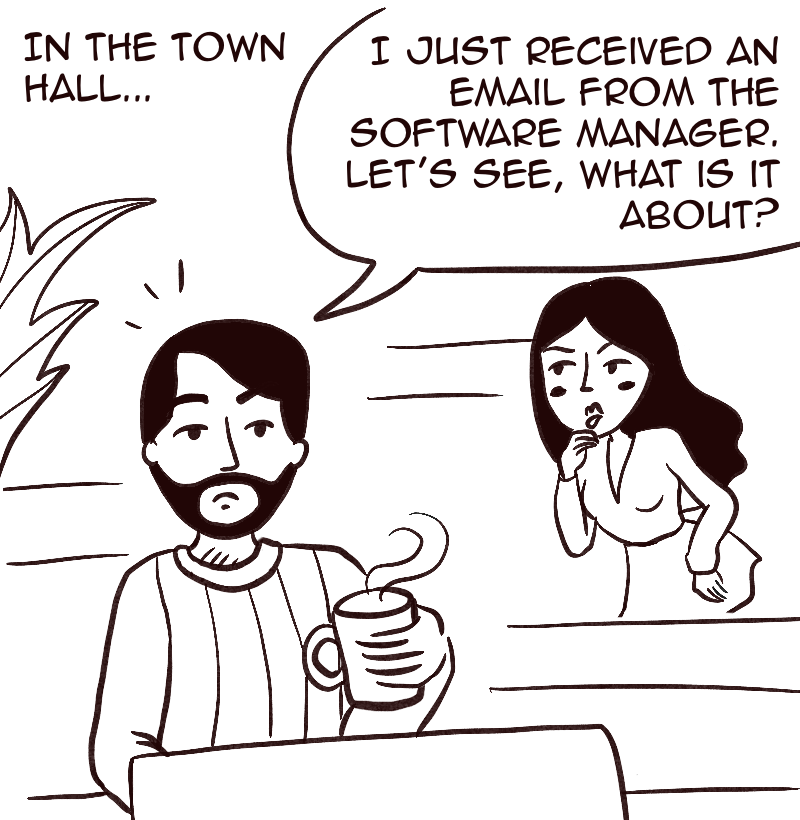 IN THE TOWN
HALL...
I JUST RECEIVED AN
EMAIL FROM THE
SOFTWARE MANAGER.
LET'S SEE, WHAT IS IT
ABOUT?